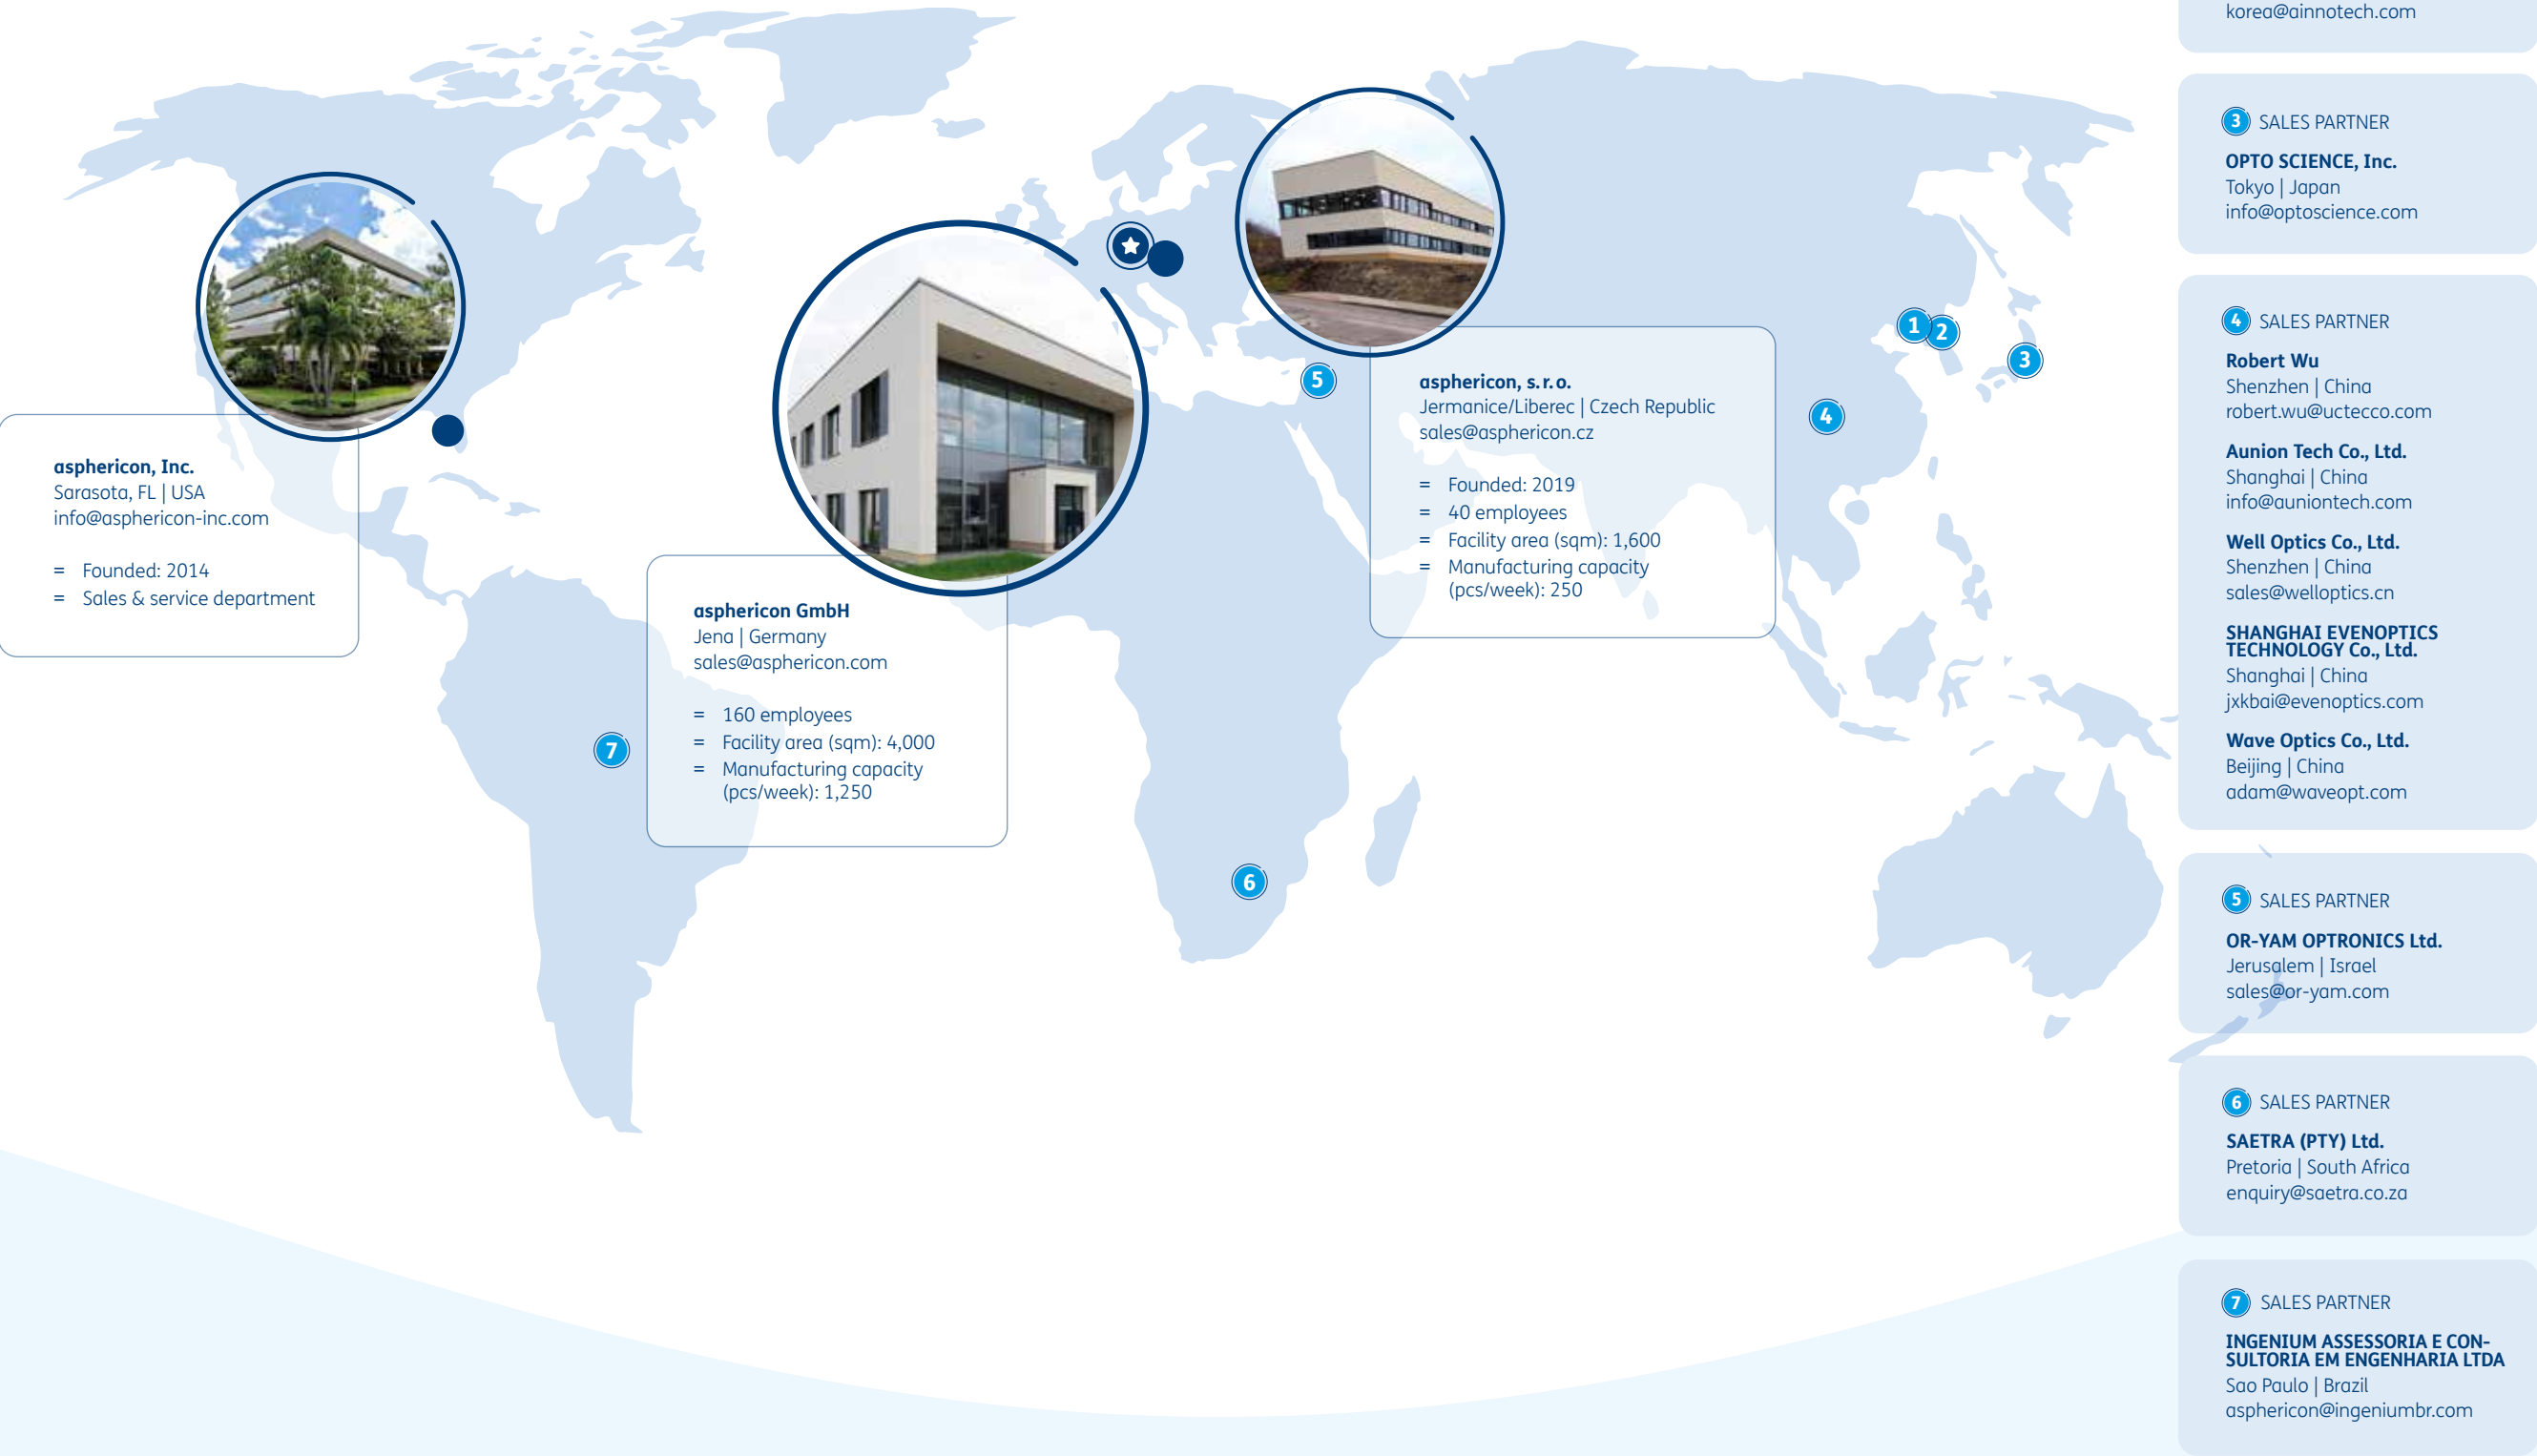 asphericon, Inc.
Sarasota, FL | USA
info@asphericon-inc.com
= Founded: 2014
= Sales & service department
asphericon GmbH
Jena | Germany
sales@asphericon.com
= 160 employees
= Facility area (sqm): 4,000
= Manufacturing capacity
(pcs/week): 1,250
asphericon, s.r.o.
Jermanice/Liberec | Czech Republic
sales@asphericon.cz
= Founded: 2019
= 40 employees
= Facility area (sqm): 1,600
= Manufacturing capacity
(pcs/week): 250
1
2
3
4
5
6
7
korea@ainnotech.com
3 SALES PARTNER
OPTO SCIENCE, Inc.
Tokyo | Japan
info@optoscience.com
4 SALES PARTNER
Robert Wu
Shenzhen | China
robert.wu@uctecco.com
Aunion Tech Co., Ltd.
Shanghai | China
info@auniontech.com
Well Optics Co., Ltd.
Shenzhen | China
sales@welloptics.cn
SHANGHAI EVENOPTICS
TECHNOLOGY Co., Ltd.
Shanghai | China
jxkbai@evenoptics.com
Wave Optics Co., Ltd.
Beijing | China
adam@waveopt.com
5 SALES PARTNER
OR-YAM OPTRONICS Ltd.
Jerusalem | Israel
sales@or-yam.com
6 SALES PARTNER
SAETRA (PTY) Ltd.
Pretoria | South Africa
enquiry@saetra.co.za
7 SALES PARTNER
INGENIUM ASSESSORIA E CON-
SULTORIA EM ENGENHARIA LTDA
Sao Paulo | Brazil
asphericon@ingeniumbr.com